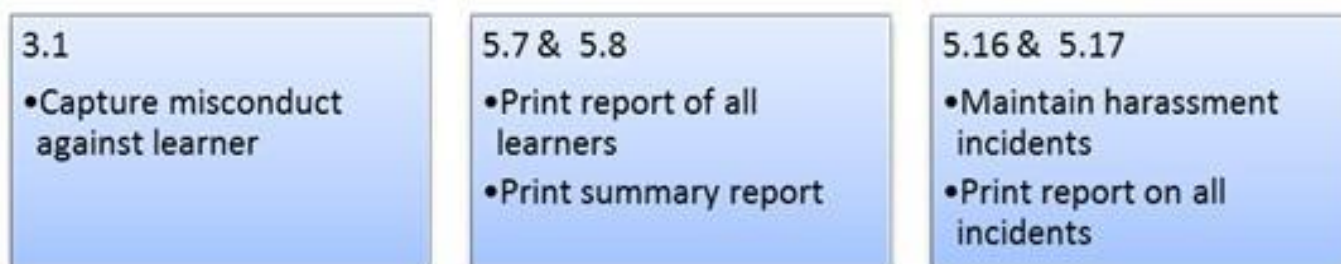 3.1
•Capture misconduct
against learner
5.7 & 5.8
•Print report of all
learners
•Print summary report
5.16 & 5.17
•Maintain harassment
incidents
•Print report on all
incidents